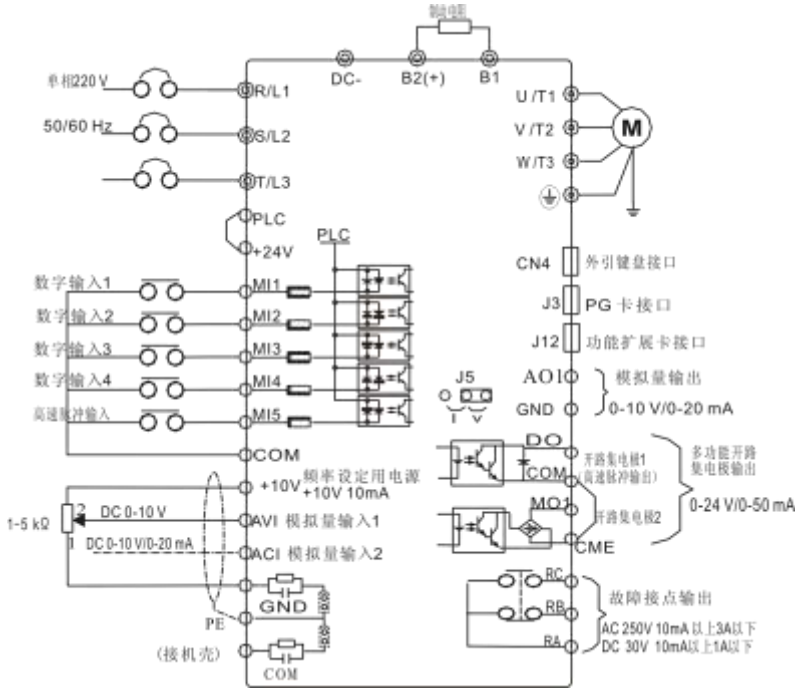 制动电阻
DC-
B2(+)
B1
单相220 V
R/L1
50/60 Hz
S/L2
T/L3
U/T1
V/T2
W/T3
M
PLC
+24V
PLC
数字输入1
MI1
数字输入2
MI2
数字输入3
MI3
数字输入4
MI4
高速脉冲输入
MI5
COM
CN4
外引键盘接口
J3
PG 卡接口
J12
功能扩展卡接口
J5
I
V
AO1
GND
模拟量输出
0-10 V/0-20 mA
DO
COM
开路集电极1
(高速脉冲输出)
MO1
开路集电极2
CME
多功能开路
集电极输出
0-24 V/0-50 mA
+10V
频率设定用电源
+10V 10mA
1-5 kΩ
2
1
DC 0-10 V
AVI 模拟量输入1
DC 0-10 V/0-20 mA
ACI 模拟量输入2
GND
PE
(接机壳)
COM
RC
RB
RA
故障接点输出
AC 250V 10mA以上3A以下
DC 30V 10mA以上1A以下